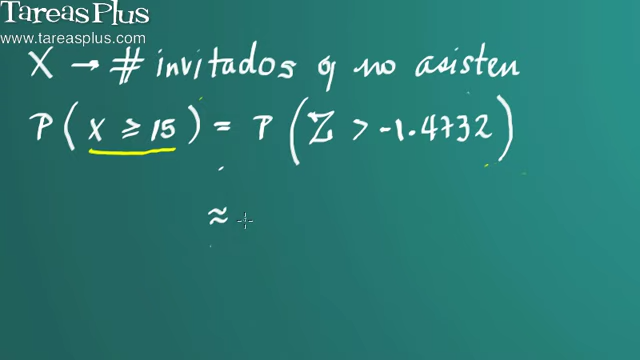 TareasPlus
www.tareasplus.com
X → # invitados q no asisten
P ( X ≥ 15 ) = P ( Z > -1.4732 )
≈